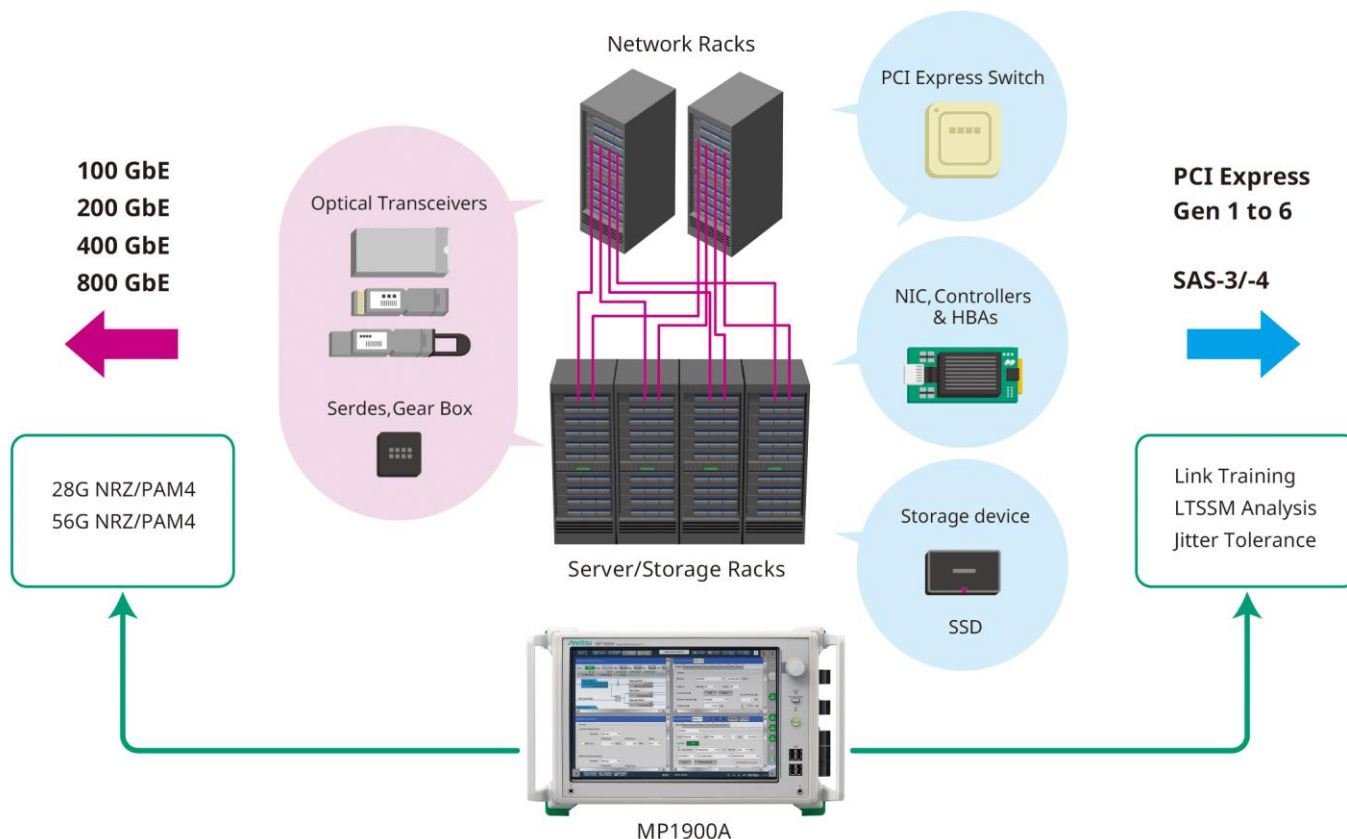 Network Racks
PCI Express Switch
100 GbE
200 GbE
400 GbE
800 GbE
Optical Transceivers
Serdes,Gear Box
PCI Express
Gen 1 to 6
SAS-3/-4
NIC,Controllers
& HBAs
28G NRZ/PAM4
56G NRZ/PAM4
Link Training
LTSSM Analysis
Jitter Tolerance
Storage device
SSD
Server/Storage Racks
Anritsu MP1900A
MP1900A